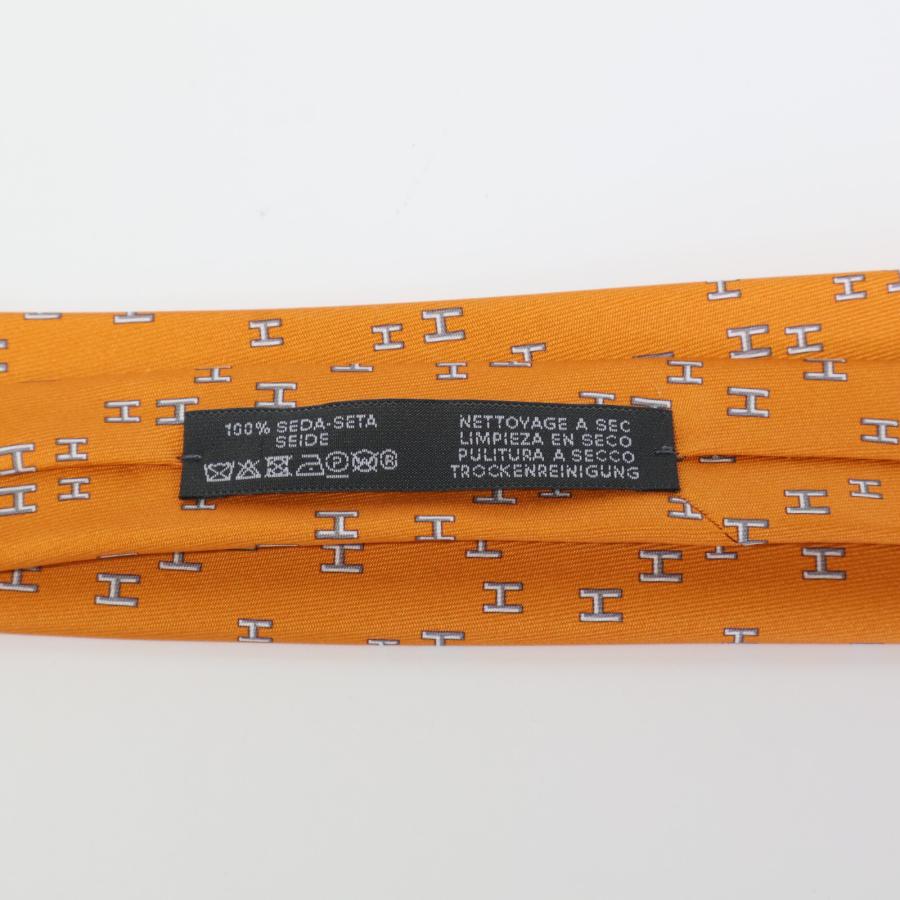 100% SEDA-SETA
SEIDE
NETTOYAGE A SEC
LIMPIEZA EN SECO
PULITURA A SECCO
TROCKENREINIGUNG